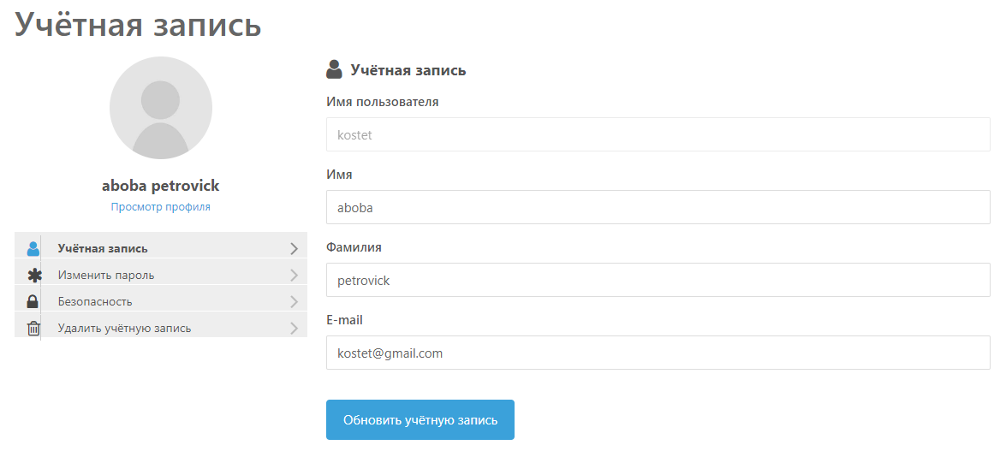 Учётная запись
aboba petrovick
Просмотр профиля
Учётная запись
Изменить пароль
Безопасность
Удалить учётную запись
Учётная запись
Имя пользователя
kostet
Имя
aboba
Фамилия
petrovick
E-mail
kostet@gmail.com
Обновить учётную запись